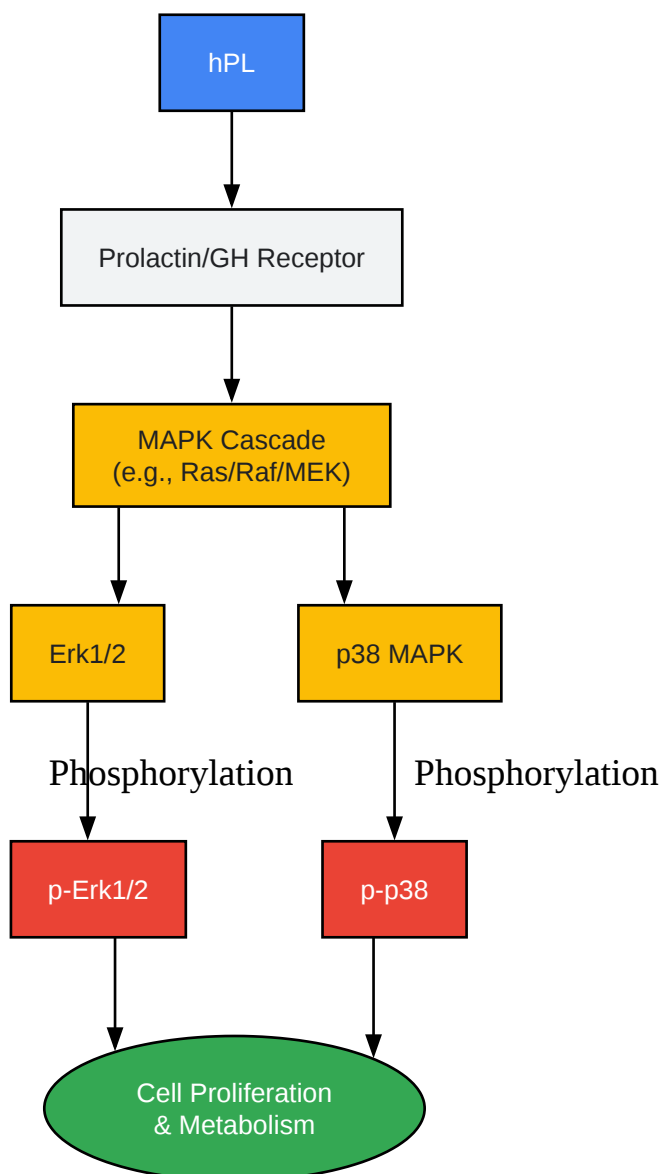 hPL
Prolactin/GH Receptor
MAPK Cascade
(e.g., Ras/Raf/MEK)
Erk1/2
p38 MAPK
Phosphorylation
Phosphorylation
p-Erk1/2
p-p38
Cell Proliferation
& Metabolism